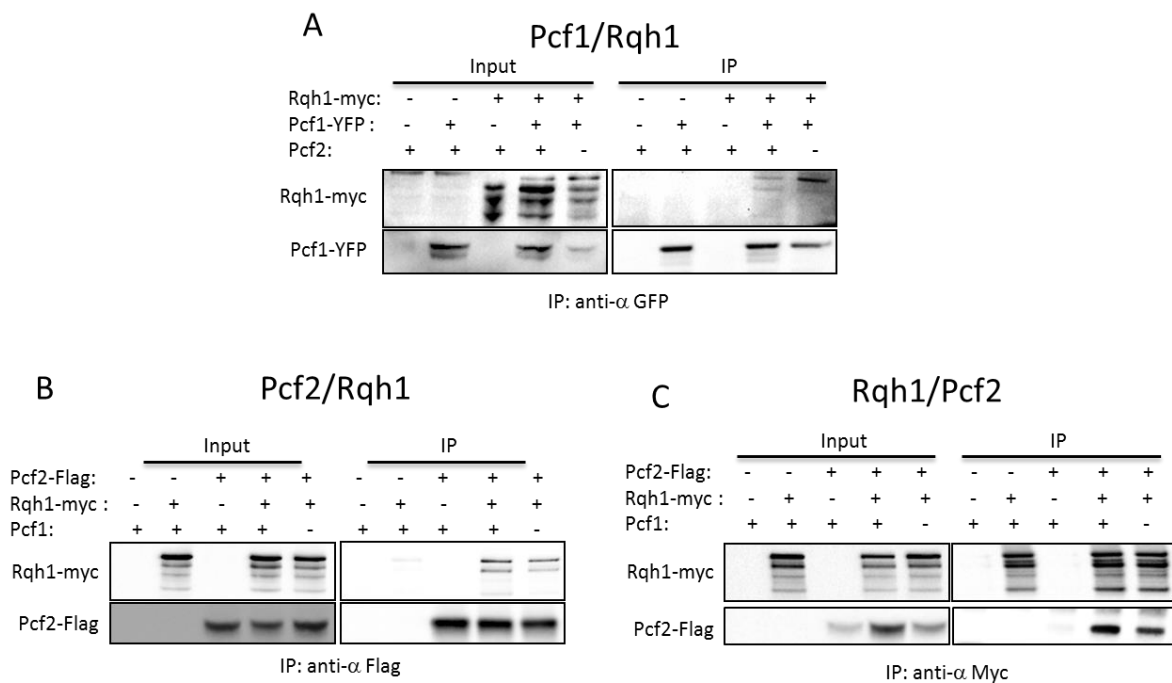 A
Pcf1/Rqh1
Input IP
Rqh1-myc: - - + + + - - + + +
Pcf1-YFP : - + - + + - + - + +
Pcf2: + + + + - + + + + -
Rqh1-myc
Pcf1-YFP
IP: anti-α GFP
B
Pcf2/Rqh1
Input IP
Pcf2-Flag: - - + + + - - + + +
Rqh1-myc : - + - + + - + - + +
Pcf1: + + + + - + + + + -
Rqh1-myc
Pcf2-Flag
IP: anti-α Flag
C
Rqh1/Pcf2
Input IP
Pcf2-Flag: - - + + + - - + + +
Rqh1-myc : - + - + + - + - + +
Pcf1: + + + + - + + + + -
Rqh1-myc
Pcf2-Flag
IP: anti-α Myc